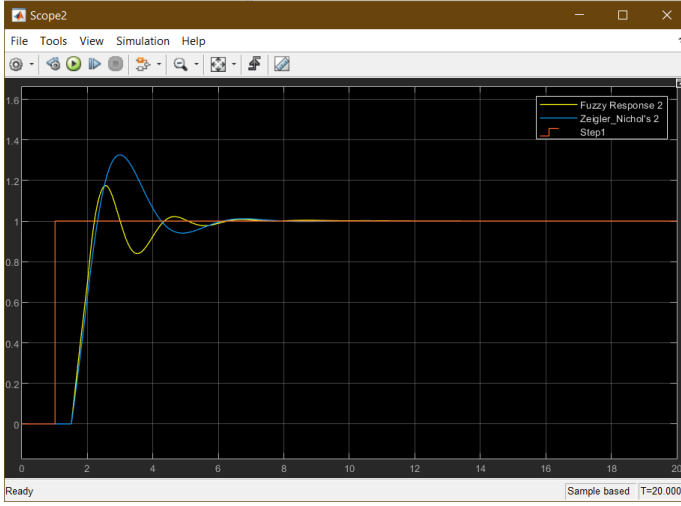 Scope2
File Tools View Simulation Help
1.6
1.4
1.2
1
0.8
0.6
0.4
0.2
0
Fuzzy Response 2
Zeigler_Nichol's 2
Step1
0 2 4 6 8 10 12 14 16 18 20
Ready Sample based T=20.000